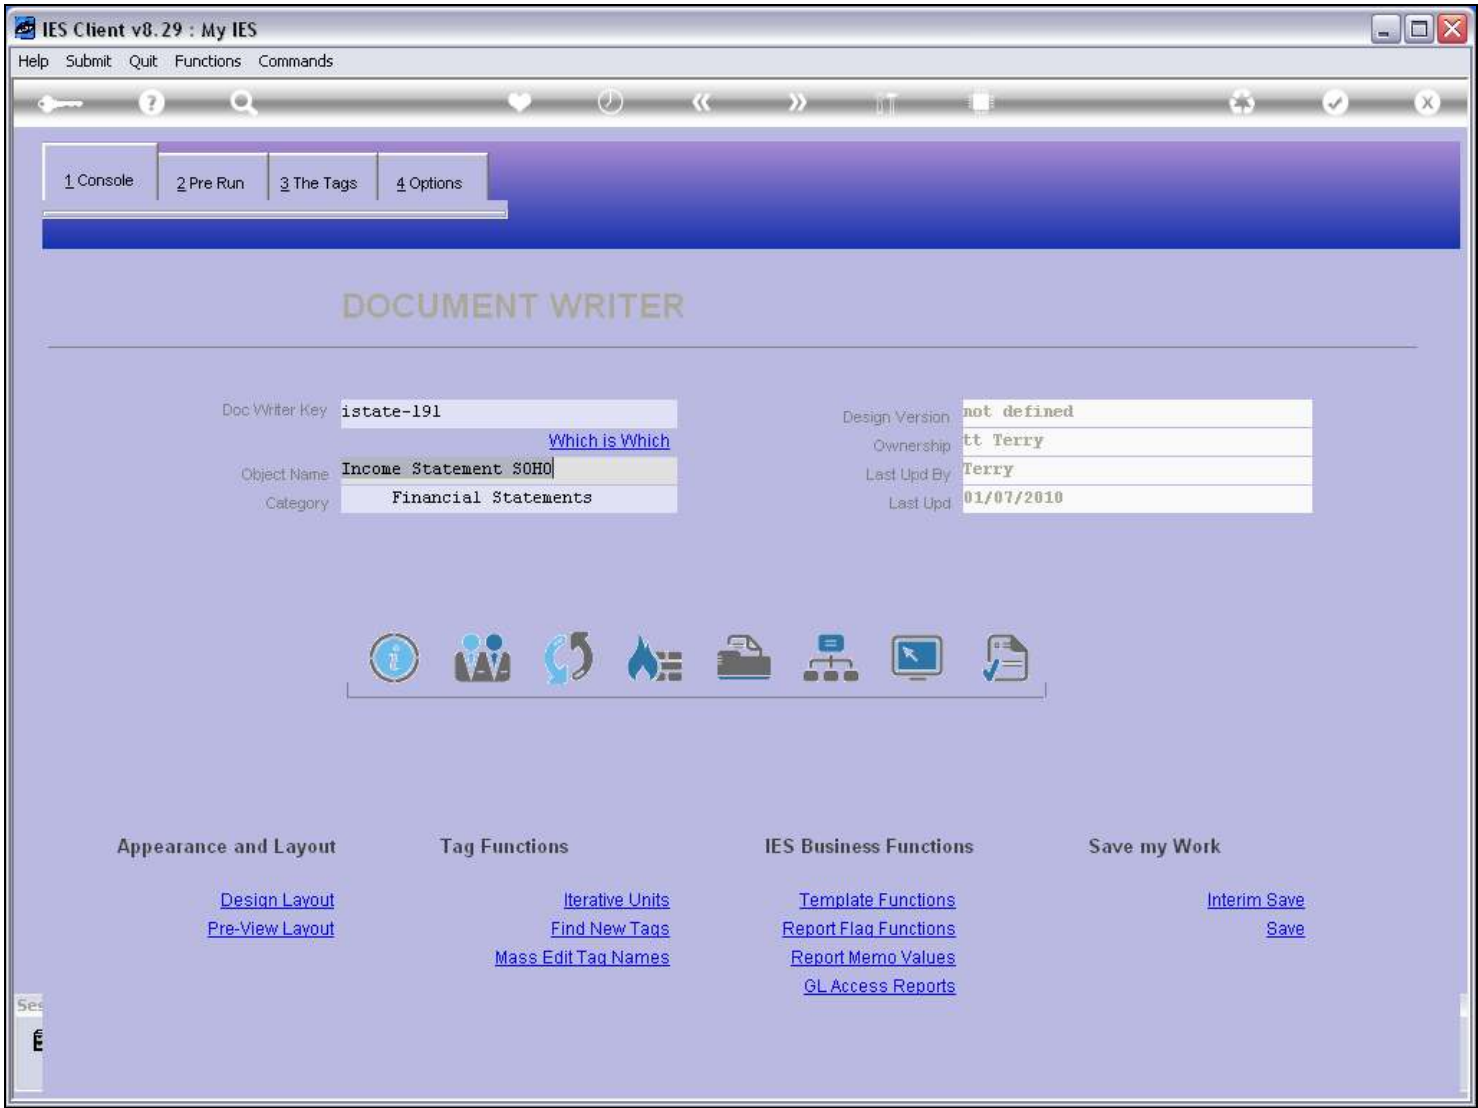 IES Client v8.29 : My IES
Help Submit Quit Functions Commands
1 Console 2 Pre Run 3 The Tags 4 Options
DOCUMENT WRITER
Doc Writer Key istate-191
Which is Which
Object Name Income Statement SOHO
Category Financial Statements
Design Version not defined
Ownership tt Terry
Last Upd By Terry
Last Upd 01/07/2010
Appearance and Layout
Design Layout
Pre-View Layout
Tag Functions
Iterative Units
Find New Tags
Mass Edit Tag Names
IES Business Functions
Template Functions
Report Flag Functions
Report Memo Values
GL Access Reports
Save my Work
Interim Save
Save
Ses